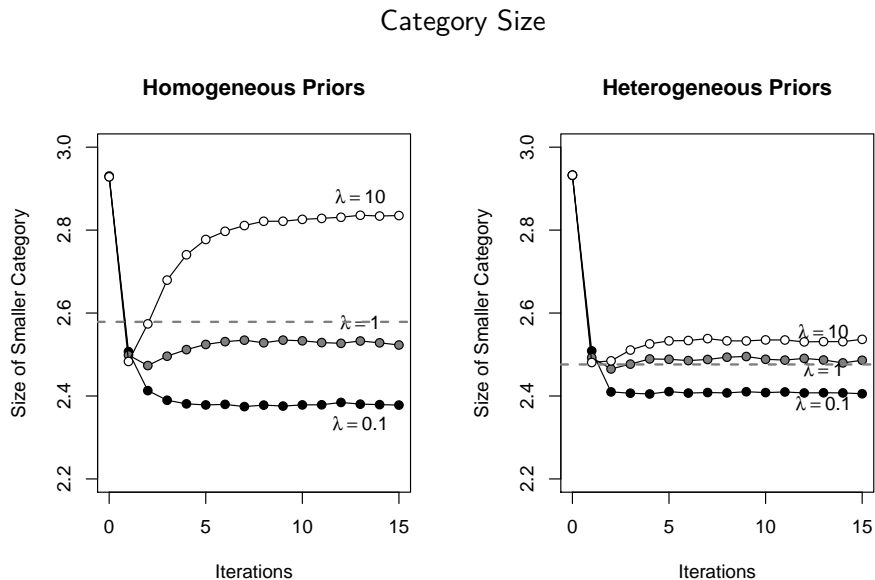 Category Size
Homogeneous Priors
Size of Smaller Category
3.0
2.8
2.6
2.4
2.2
λ = 10
λ = 1
λ = 0.1
0 5 10 15
Iterations
Heterogeneous Priors
Size of Smaller Category
3.0
2.8
2.6
2.4
2.2
λ = 10
λ = 1
λ = 0.1
0 5 10 15
Iterations